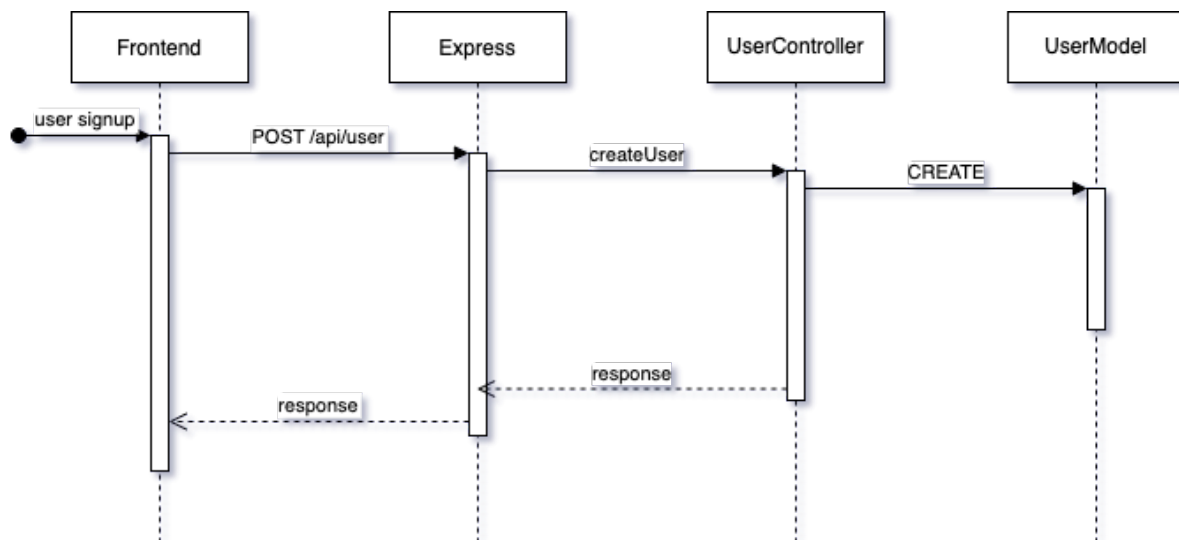 Frontend
Express
UserController
UserModel
user signup
POST /api/user
createUser
CREATE
response
response